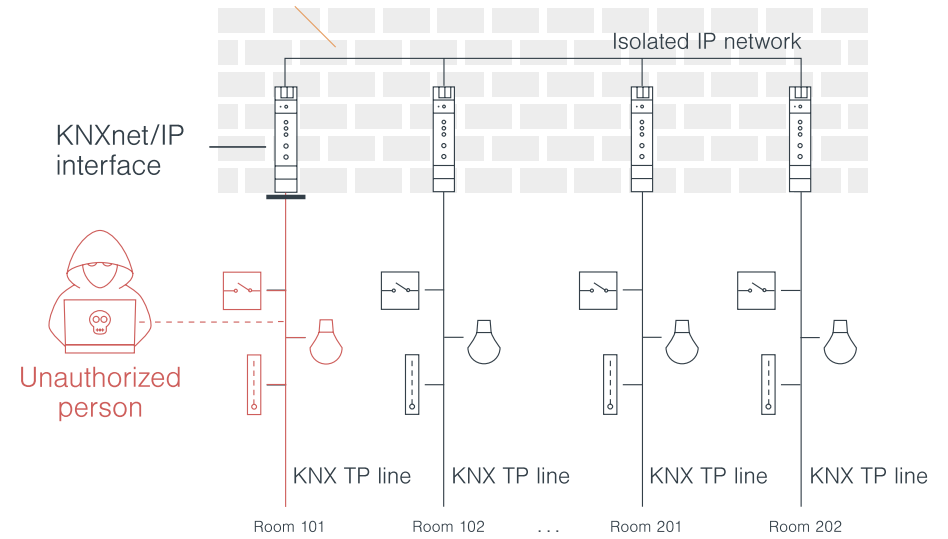 Isolated IP network
KNXnet/IP
interface
Unauthorized
person
KNX TP line
KNX TP line
KNX TP line
KNX TP line
Room 101
Room 102
...
Room 201
Room 202